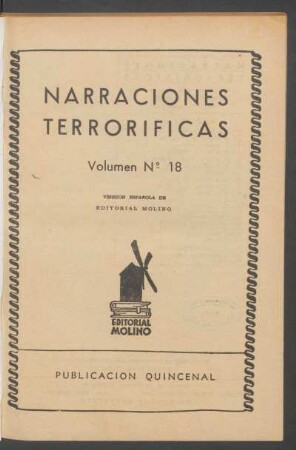 NARRACIONES
TERRORIFICAS
Volumen Nº 18
VERSION ESPAÑOLA DE
EDITORIAL MOLINO
EDITORIAL
MOLINO
PUBLICACION QUINCENAL